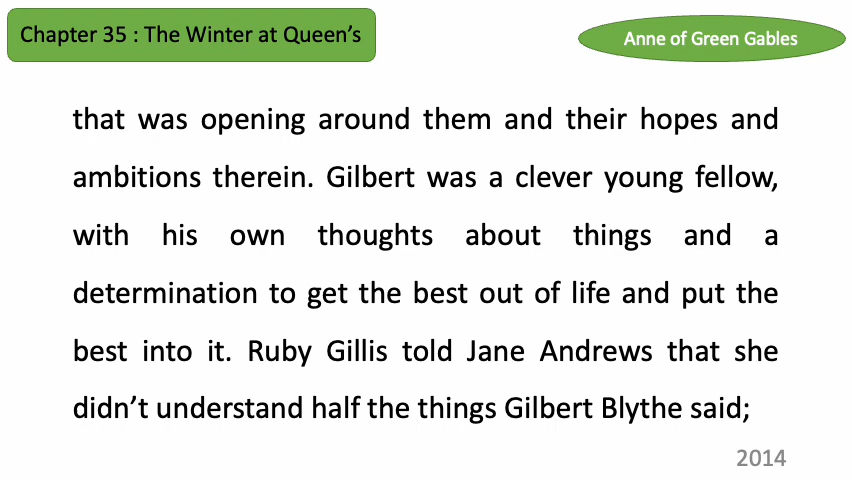 Chapter 35 : The Winter at Queen’s
Anne of Green Gables
that was opening around them and their hopes and
ambitions therein. Gilbert was a clever young fellow,
with his own thoughts about things and a
determination to get the best out of life and put the
best into it. Ruby Gillis told Jane Andrews that she
didn’t understand half the things Gilbert Blythe said;
2014